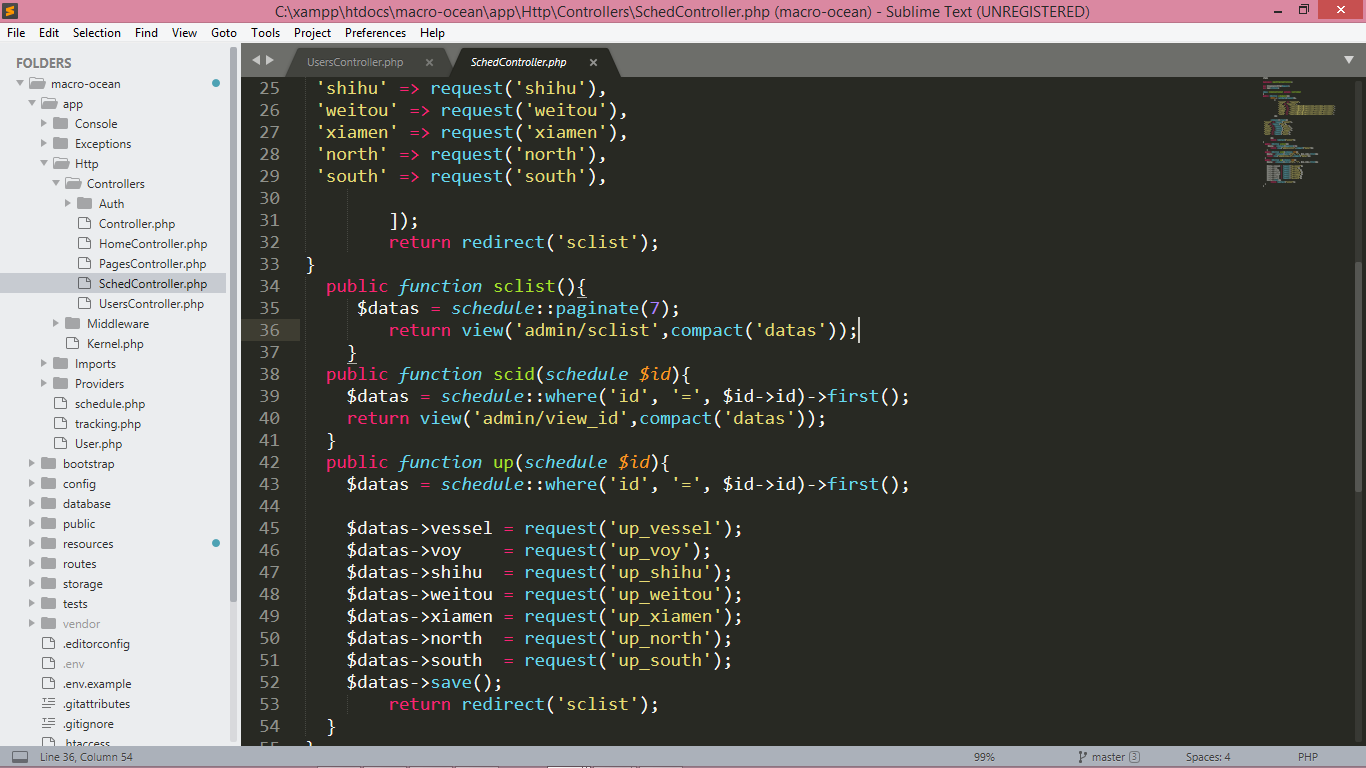 C:\xampp\htdocs\macro-ocean\app\Http\Controllers\SchedController.php (macro-ocean) - Sublime Text (UNREGISTERED)
File Edit Selection Find View Goto Tools Project Preferences Help
FOLDERS
macro-ocean
app
Console
Exceptions
Http
Controllers
Auth
Controller.php
HomeController.php
PagesController.php
SchedController.php
UsersController.php
Middleware
Kernel.php
Imports
Providers
schedule.php
tracking.php
User.php
bootstrap
config
database
public
resources
routes
storage
tests
vendor
.editorconfig
.env
.env.example
.gitattributes
.gitignore
.htaccess
UsersController.php × SchedController.php ×
25 'shihu' => request('shihu'),
26 'weitou' => request('weitou'),
27 'xiamen' => request('xiamen'),
28 'north' => request('north'),
29 'south' => request('south'),
30
31 ]);
32 return redirect('sclist');
33 }
34 public function sclist(){
35 $datas = schedule::paginate(7);
36 return view('admin/sclist',compact('datas'));
37 }
38 public function scid(schedule $id){
39 $datas = schedule::where('id', '=', $id->id)->first();
40 return view('admin/view_id',compact('datas'));
41 }
42 public function up(schedule $id){
43 $datas = schedule::where('id', '=', $id->id)->first();
44
45 $datas->vessel = request('up_vessel');
46 $datas->voy    = request('up_voy');
47 $datas->shihu  = request('up_shihu');
48 $datas->weitou = request('up_weitou');
49 $datas->xiamen = request('up_xiamen');
50 $datas->north  = request('up_north');
51 $datas->south  = request('up_south');
52 $datas->save();
53 return redirect('sclist');
54 }
55 }
Line 36, Column 54 99% master 3 Spaces: 4 PHP